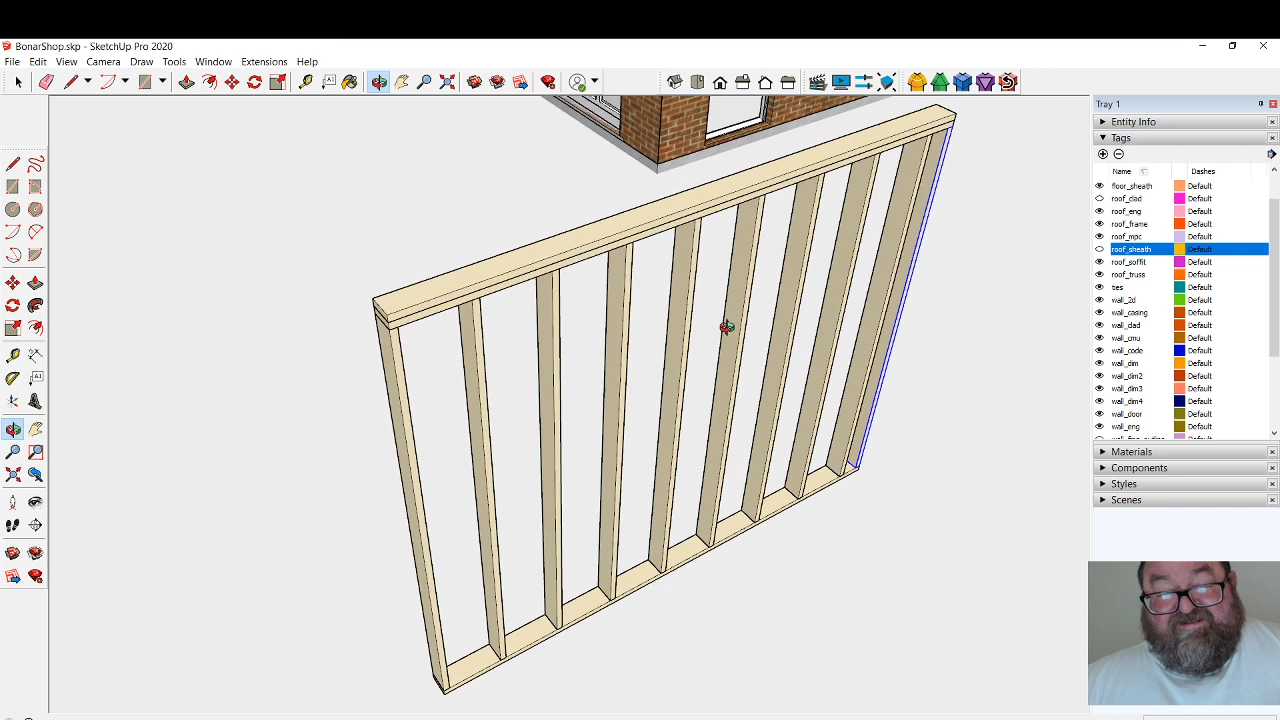 BonarShop.skp - SketchUp Pro 2020
File Edit View Camera Draw Tools Window Extensions Help
Tray 1
Entity Info
Tags
Name Dashes
floor_sheath Default
roof_clad Default
roof_eng Default
roof_frame Default
roof_mpc Default
roof_sheath Default
roof_soffit Default
roof_truss Default
ties Default
wall_2d Default
wall_casing Default
wall_clad Default
wall_cmu Default
wall_code Default
wall_dim Default
wall_dim2 Default
wall_dim3 Default
wall_dim4 Default
wall_door Default
wall_eng Default
Materials
Components
Styles
Scenes